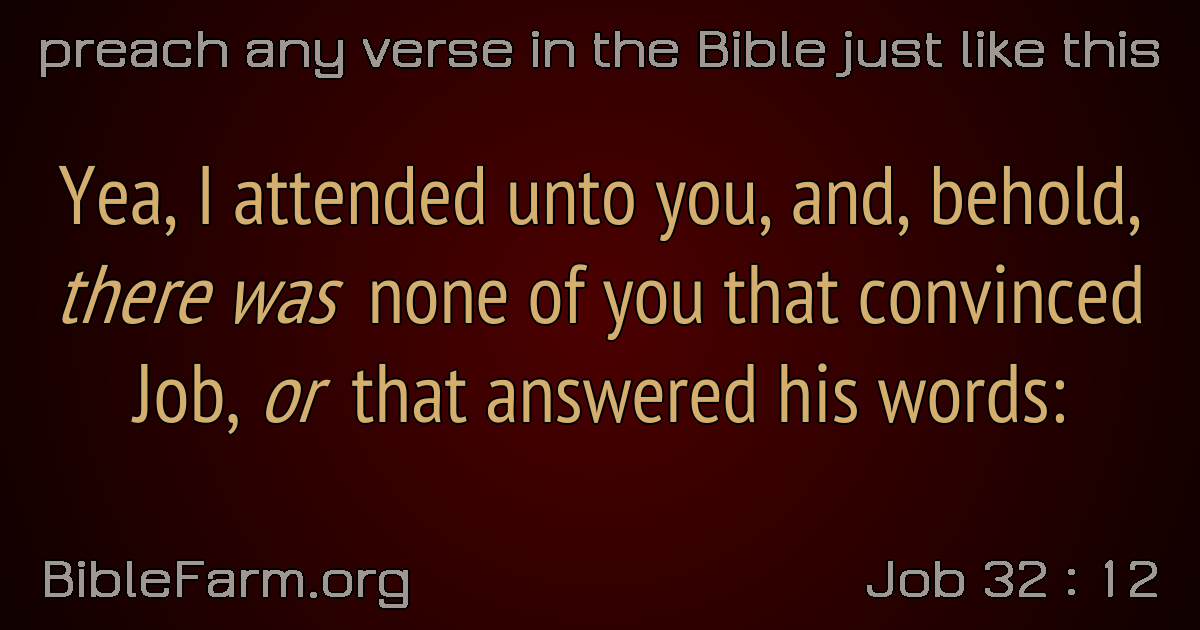 preach any verse in the Bible just like this
Yea, I attended unto you, and, behold,
there was none of you that convinced
Job, or that answered his words:
BibleFarm.org
Job 32 : 12